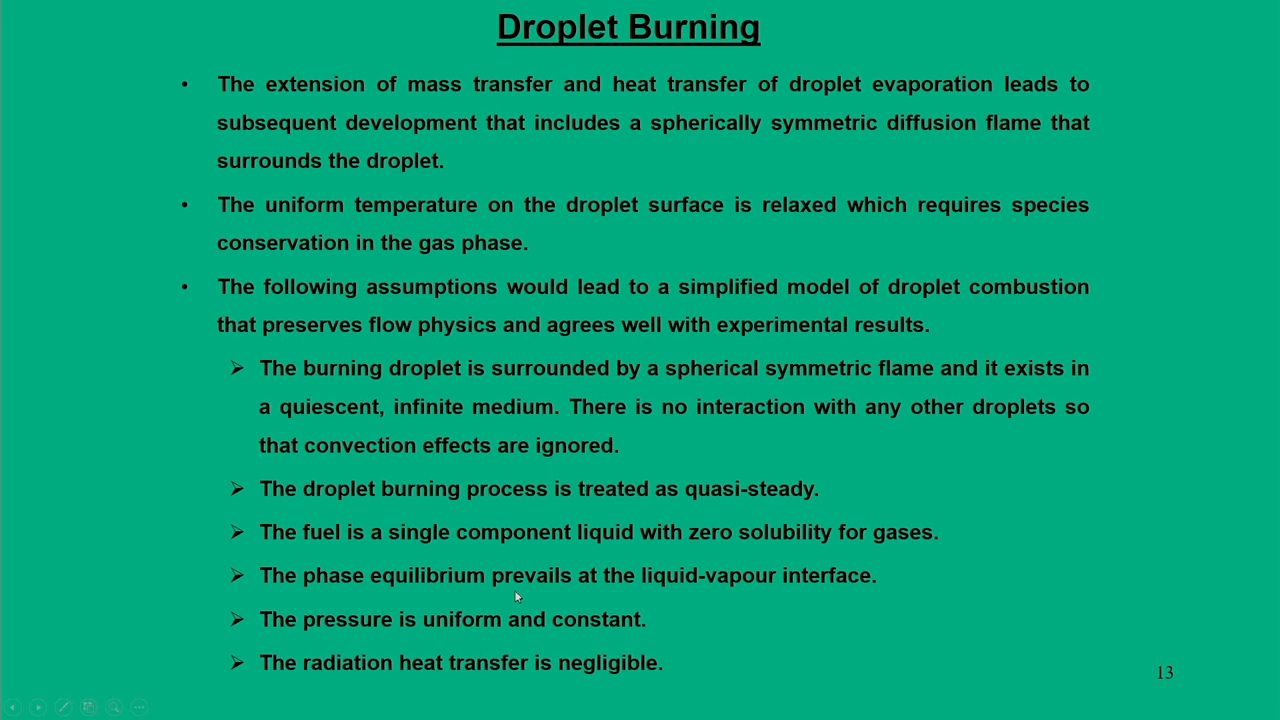 Droplet Burning
• The extension of mass transfer and heat transfer of droplet evaporation leads to
subsequent development that includes a spherically symmetric diffusion flame that
surrounds the droplet.
• The uniform temperature on the droplet surface is relaxed which requires species
conservation in the gas phase.
• The following assumptions would lead to a simplified model of droplet combustion
that preserves flow physics and agrees well with experimental results.
➢ The burning droplet is surrounded by a spherical symmetric flame and it exists in
a quiescent, infinite medium. There is no interaction with any other droplets so
that convection effects are ignored.
➢ The droplet burning process is treated as quasi-steady.
➢ The fuel is a single component liquid with zero solubility for gases.
➢ The phase equilibrium prevails at the liquid-vapour interface.
➢ The pressure is uniform and constant.
➢ The radiation heat transfer is negligible.
13